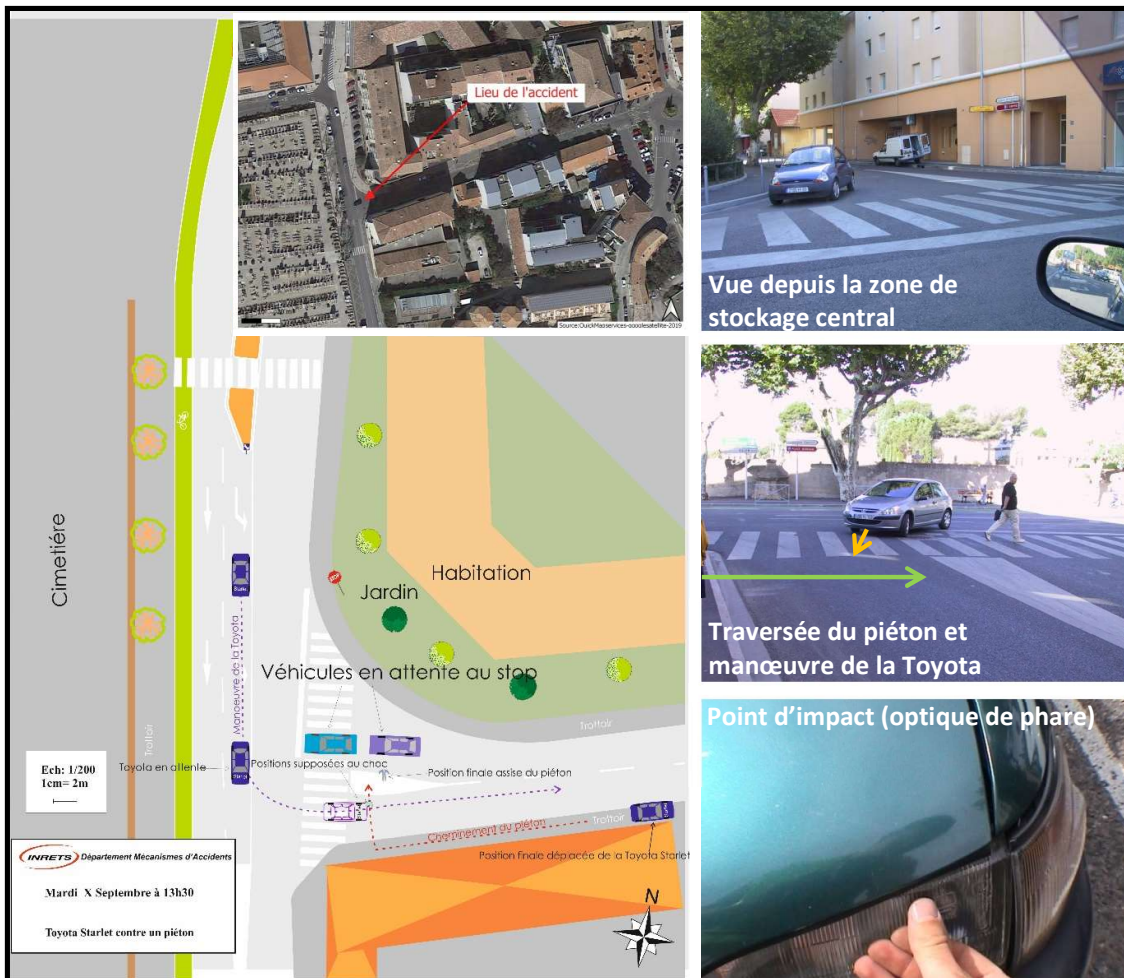 Lieu de l'accident
Source:QuickMapservices-googlesatellite-2019
Vue depuis la zone de
stockage central
Cimetiére
Habitation
Jardin
STOP
Véhicules en attente au stop
Trottoir
Manoeuvre de la Toyota
Traversée du piéton et
manœuvre de la Toyota
Point d'impact (optique de phare)
Trottoir
Toyota en attente
Positions supposées au choc
Position finale assise du piéton
Ech: 1/200
1cm= 2m
Cheminement du piéton
Trottoir
Position finale déplacée de la Toyota Starlet
INRETS Département Mécanismes d'Accidents
Mardi X Septembre à 13h30
Toyota Starlet contre un piéton
N